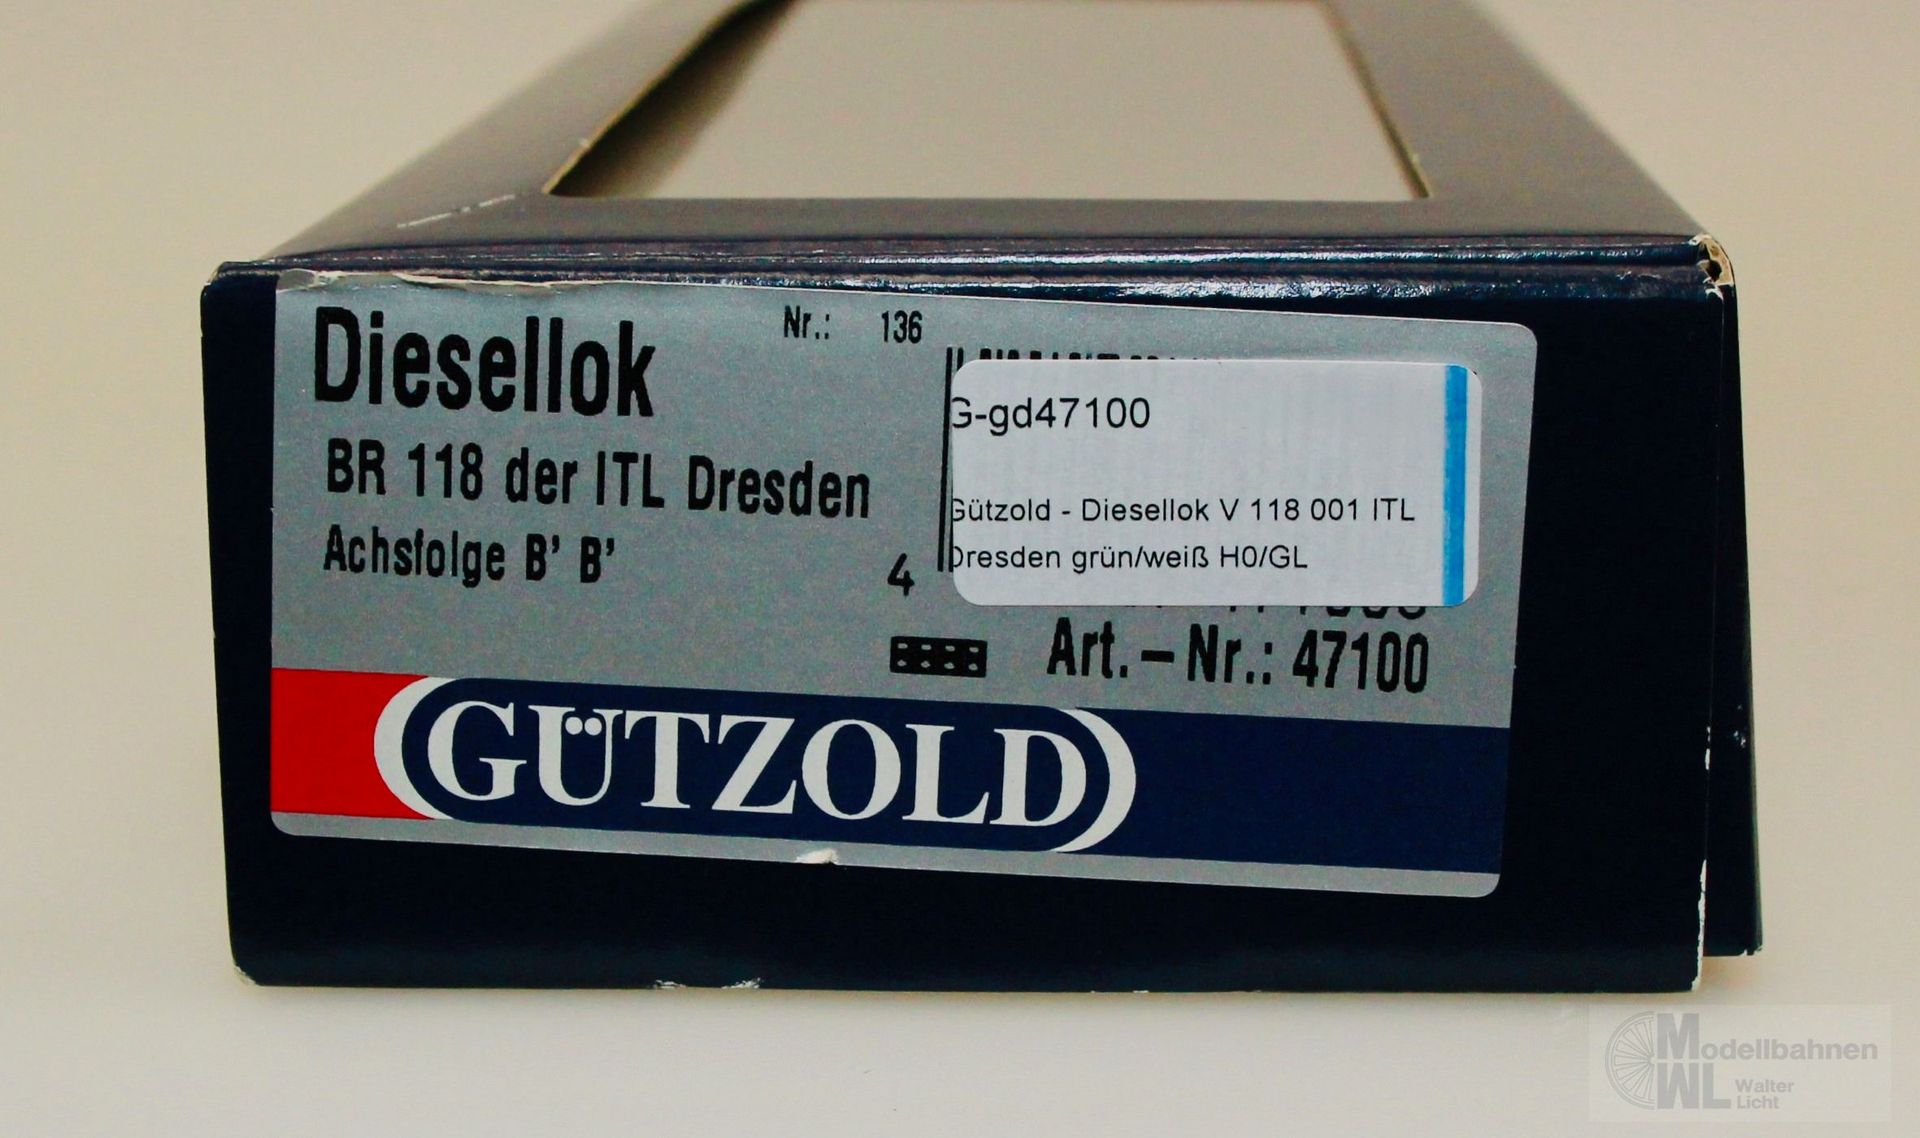 Diesellok
Nr.: 136
BR 118 der ITL Dresden
Achsfolge B' B'
4
G-gd47100
Gützold - Diesellok V 118 001 ITL
Dresden grün/weiß H0/GL
Art.-Nr.: 47100
GÜTZOLD
Modellbahnen
WL Walter
Licht